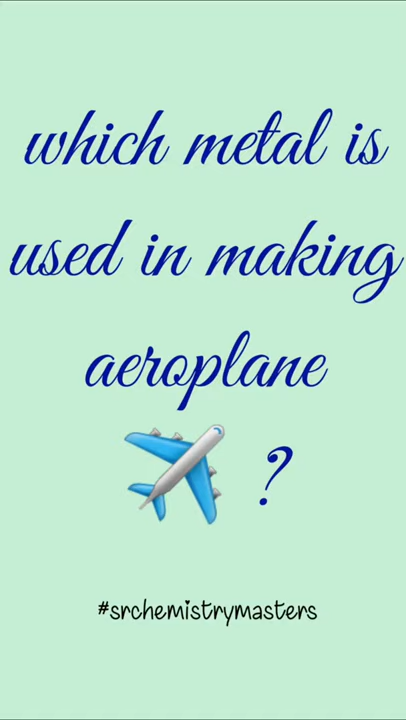 which metal is
used in making
aeroplane
?
#srchemistrymasters